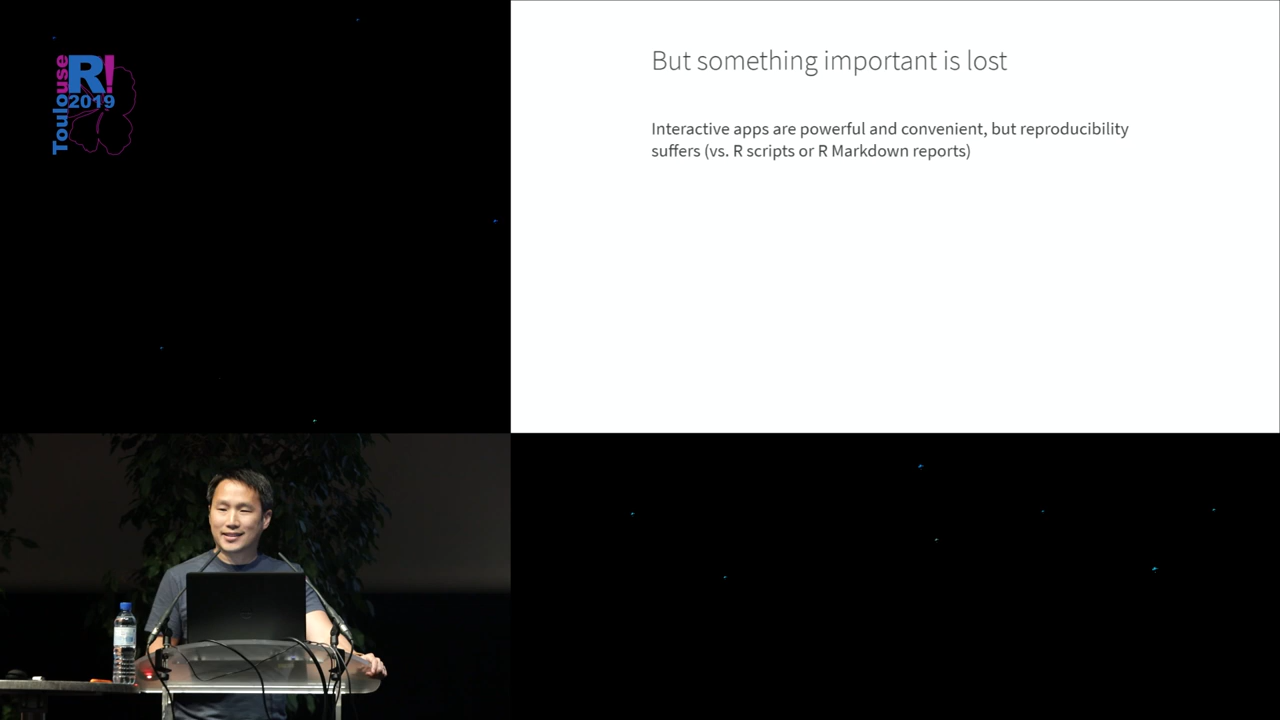 Toulouse
R!
2019
But something important is lost
Interactive apps are powerful and convenient, but reproducibility
suffers (vs. R scripts or R Markdown reports)